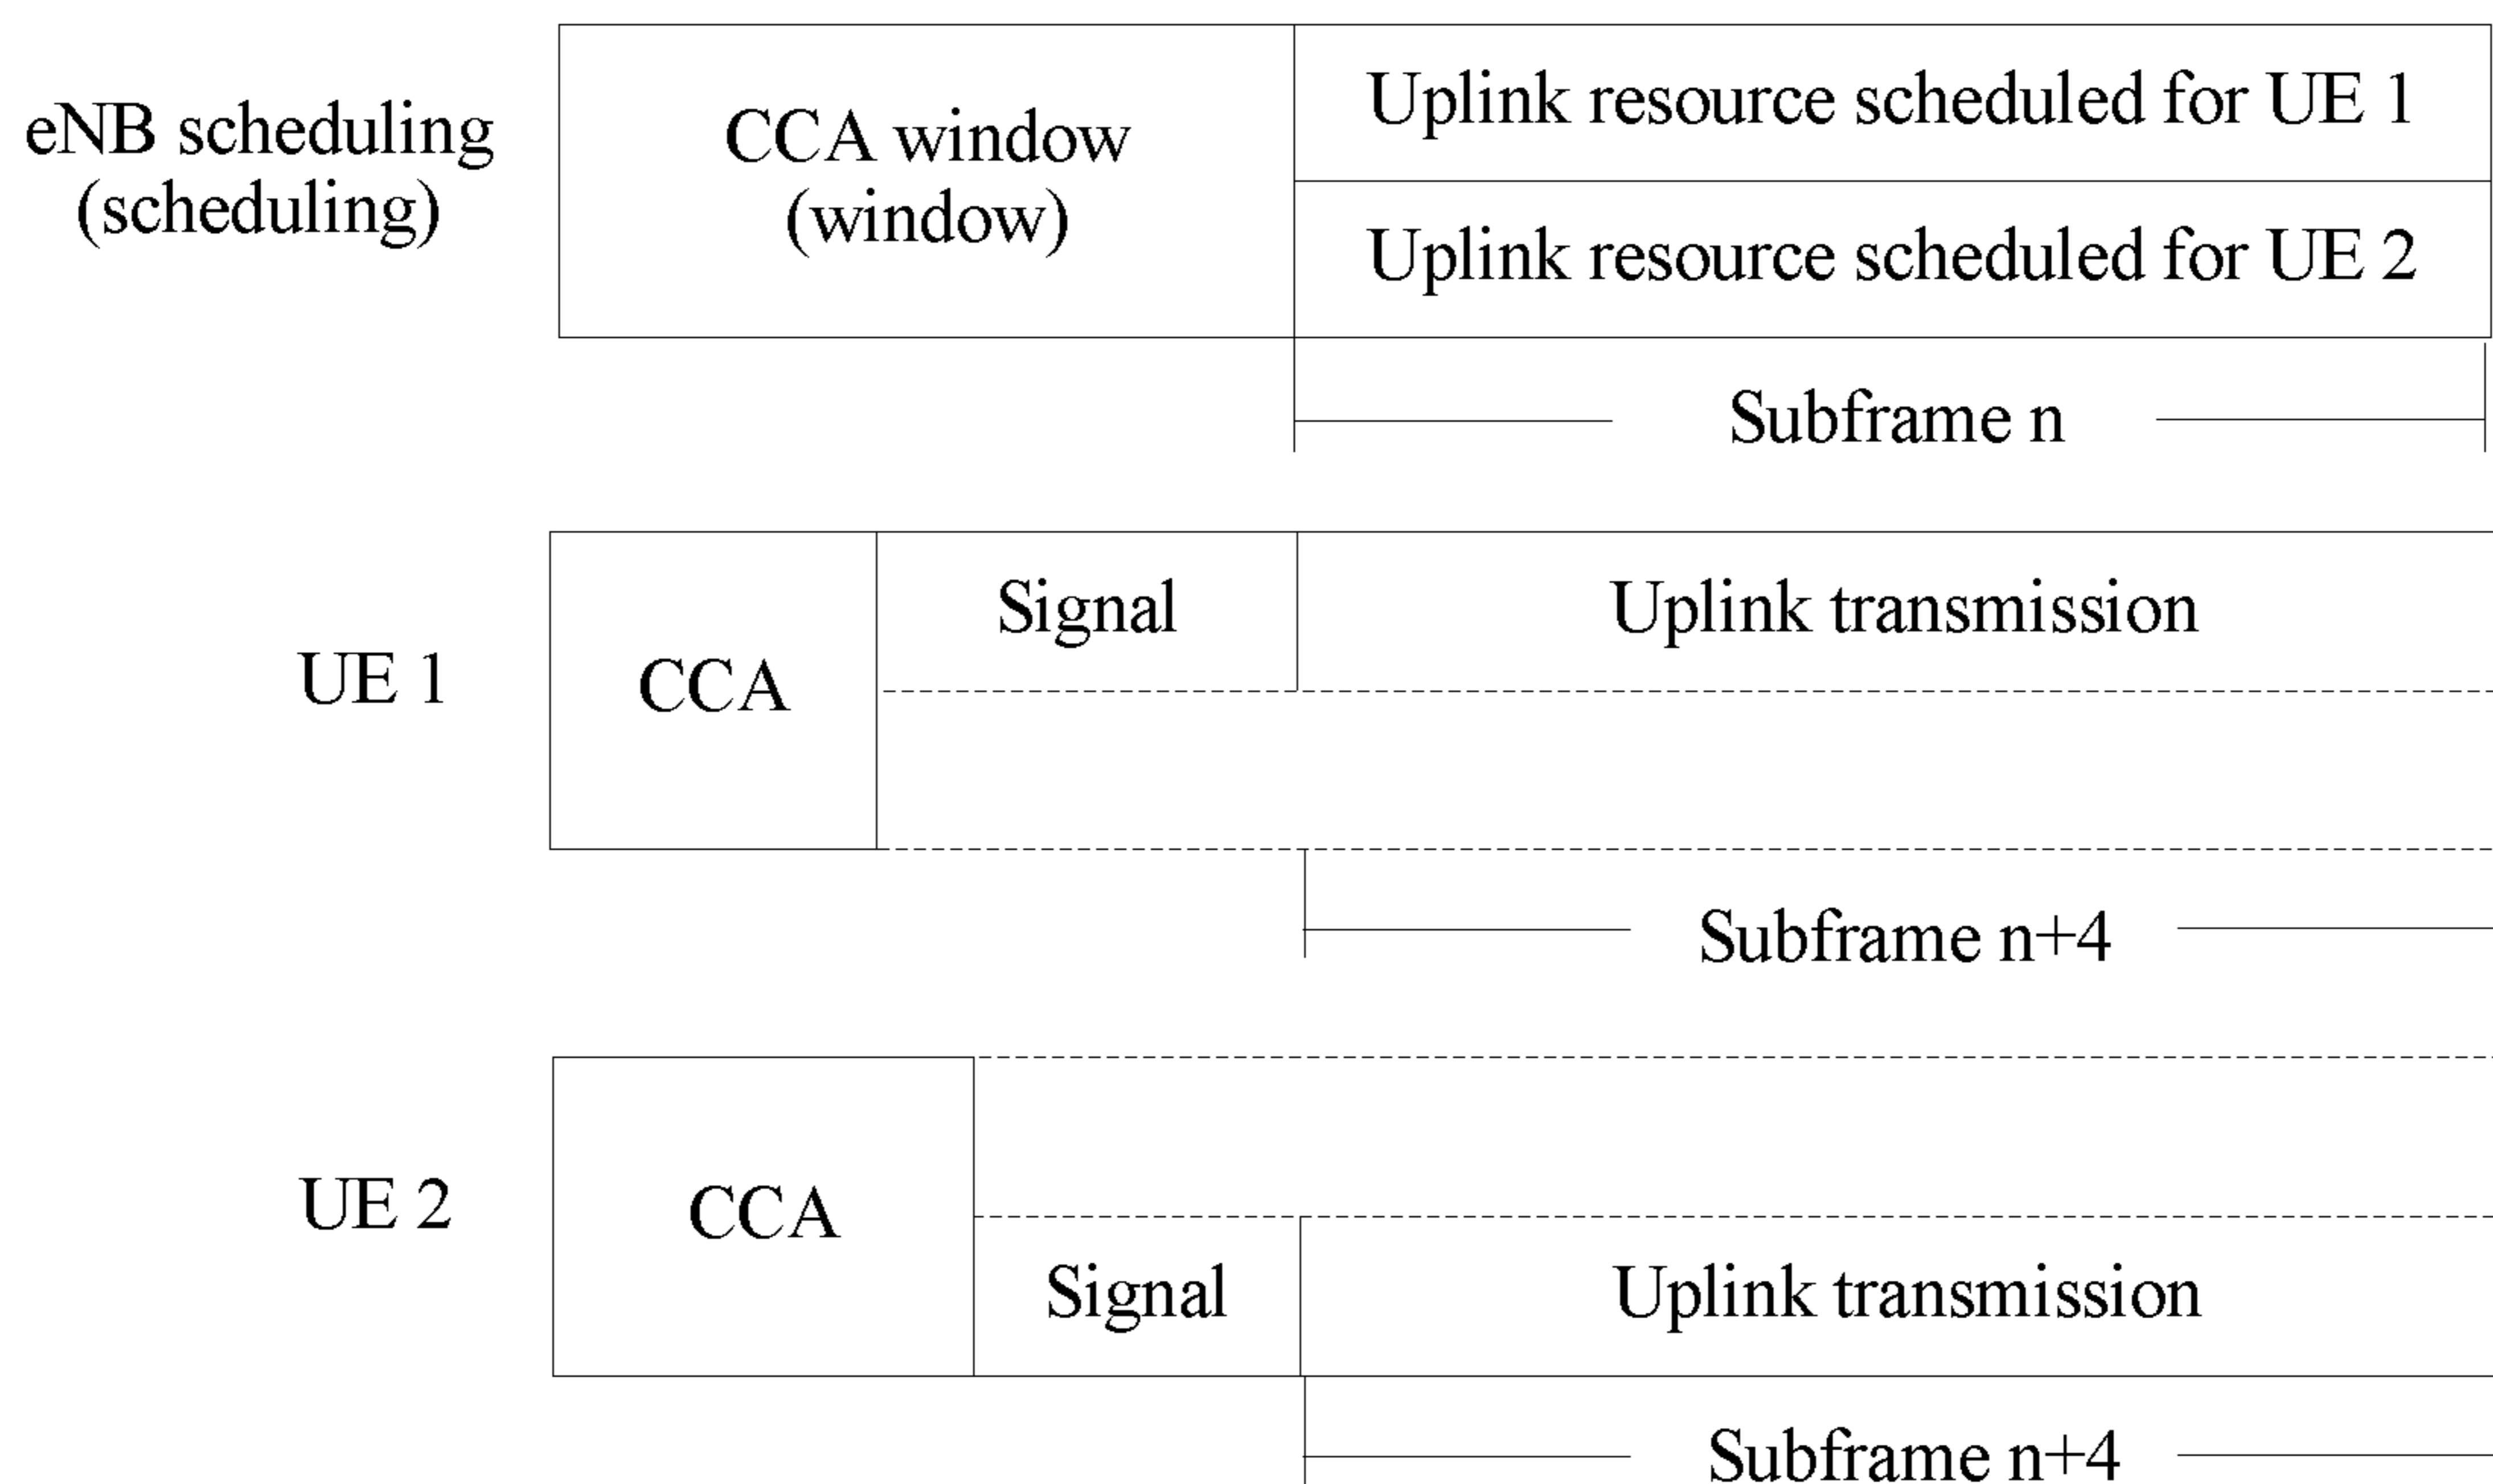 eNB scheduling
(scheduling)
CCA window
(window)
Uplink resource scheduled for UE 1
Uplink resource scheduled for UE 2
Subframe n
UE 1
CCA
Signal
Uplink transmission
Subframe n+4
UE 2
CCA
Signal
Uplink transmission
Subframe n+4